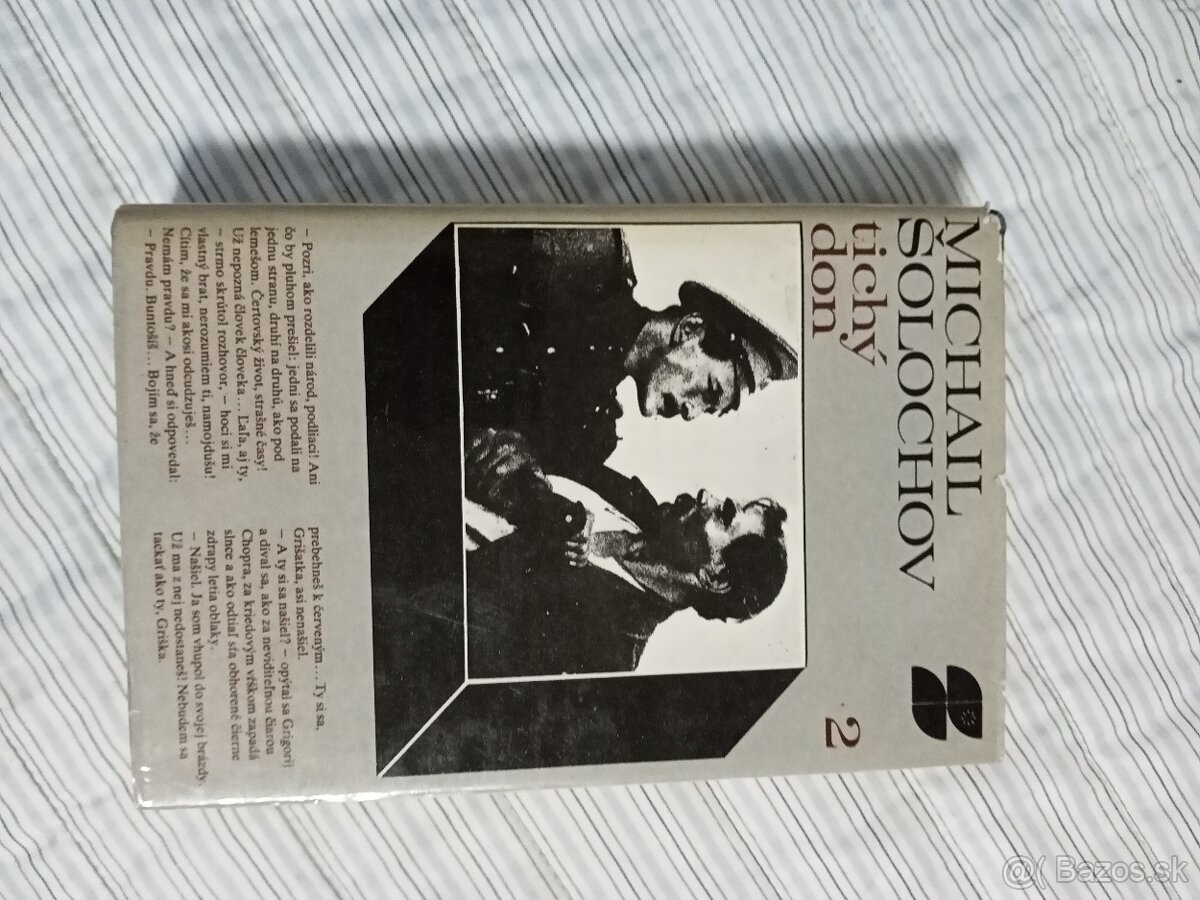 MICHAIL
ŠOLOCHOV
tichý
don
2
– Pozri, ako rozdelili národ, podliaci! Ani
čo by pluhom prešiel: jedni sa podali na
jednu stranu, druhí na druhú, ako pod
lemešom. Čertovský život, strašné časy!
Už nepozná človek človeka... Ľaľa, aj ty,
– strmo skrútol rozhovor, – hoci si mi
vlastný brat, nerozumiem ti, namojdušu!
Cítim, že sa mi akosi odcudzuješ...
Nemám pravdu? – A hneď si odpovedal:
– Pravdu. Buntošíš... Bojím sa, že
prebehneš k červeným... Ty si sa,
Grišatka, asi nenašiel.
– A ty si sa našiel? – opýtal sa Grigorij
a díval sa, ako za neviditeľnou čiarou
Chopra, za kriedovým vŕškom zapadá
slnce a ako odtiaľ sťa obhorené čierne
zdrapy letia oblaky.
– Našiel. Ja som vhupol do svojej brázdy.
Už ma z nej nedostaneš! Nebudem sa
tackať ako ty, Griška.
@( Bazos.sk